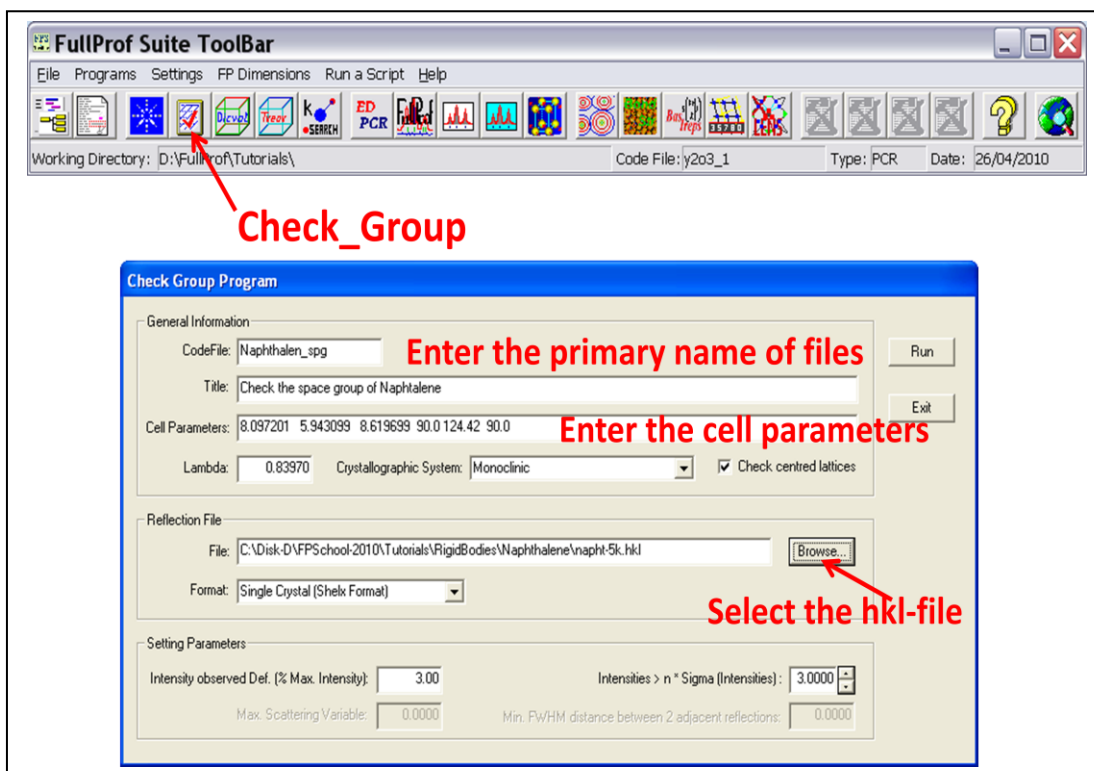 FullProf Suite ToolBar
File Programs Settings FP Dimensions Run a Script Help
Dicvol Treor K SEARCH ED PCR FullProf Bas(η)Ireps 35780
Working Directory: D:\FullProf\Tutorials\ Code File: y2o3_1 Type: PCR Date: 26/04/2010
Check_Group
Check Group Program
General Information
CodeFile: Naphthalen_spg Enter the primary name of files Run
Title: Check the space group of Naphtalene
Exit
Cell Parameters: 8.097201 5.943099 8.619699 90.0 124.42 90.0 Enter the cell parameters
Lambda: 0.83970 Crystallographic System: Monoclinic Check centred lattices
Reflection File
File: C:\Disk-D\FPSchool-2010\Tutorials\RigidBodies\Naphthalene\napht-5k.hkl Browse...
Format: Single Crystal (Shelx Format)
Select the hkl-file
Setting Parameters
Intensity observed Def. (% Max. Intensity): 3.00 Intensities > n * Sigma (Intensities) : 3.0000
Max. Scattering Variable: 0.0000 Min. FWHM distance between 2 adjacent reflections: 0.0000